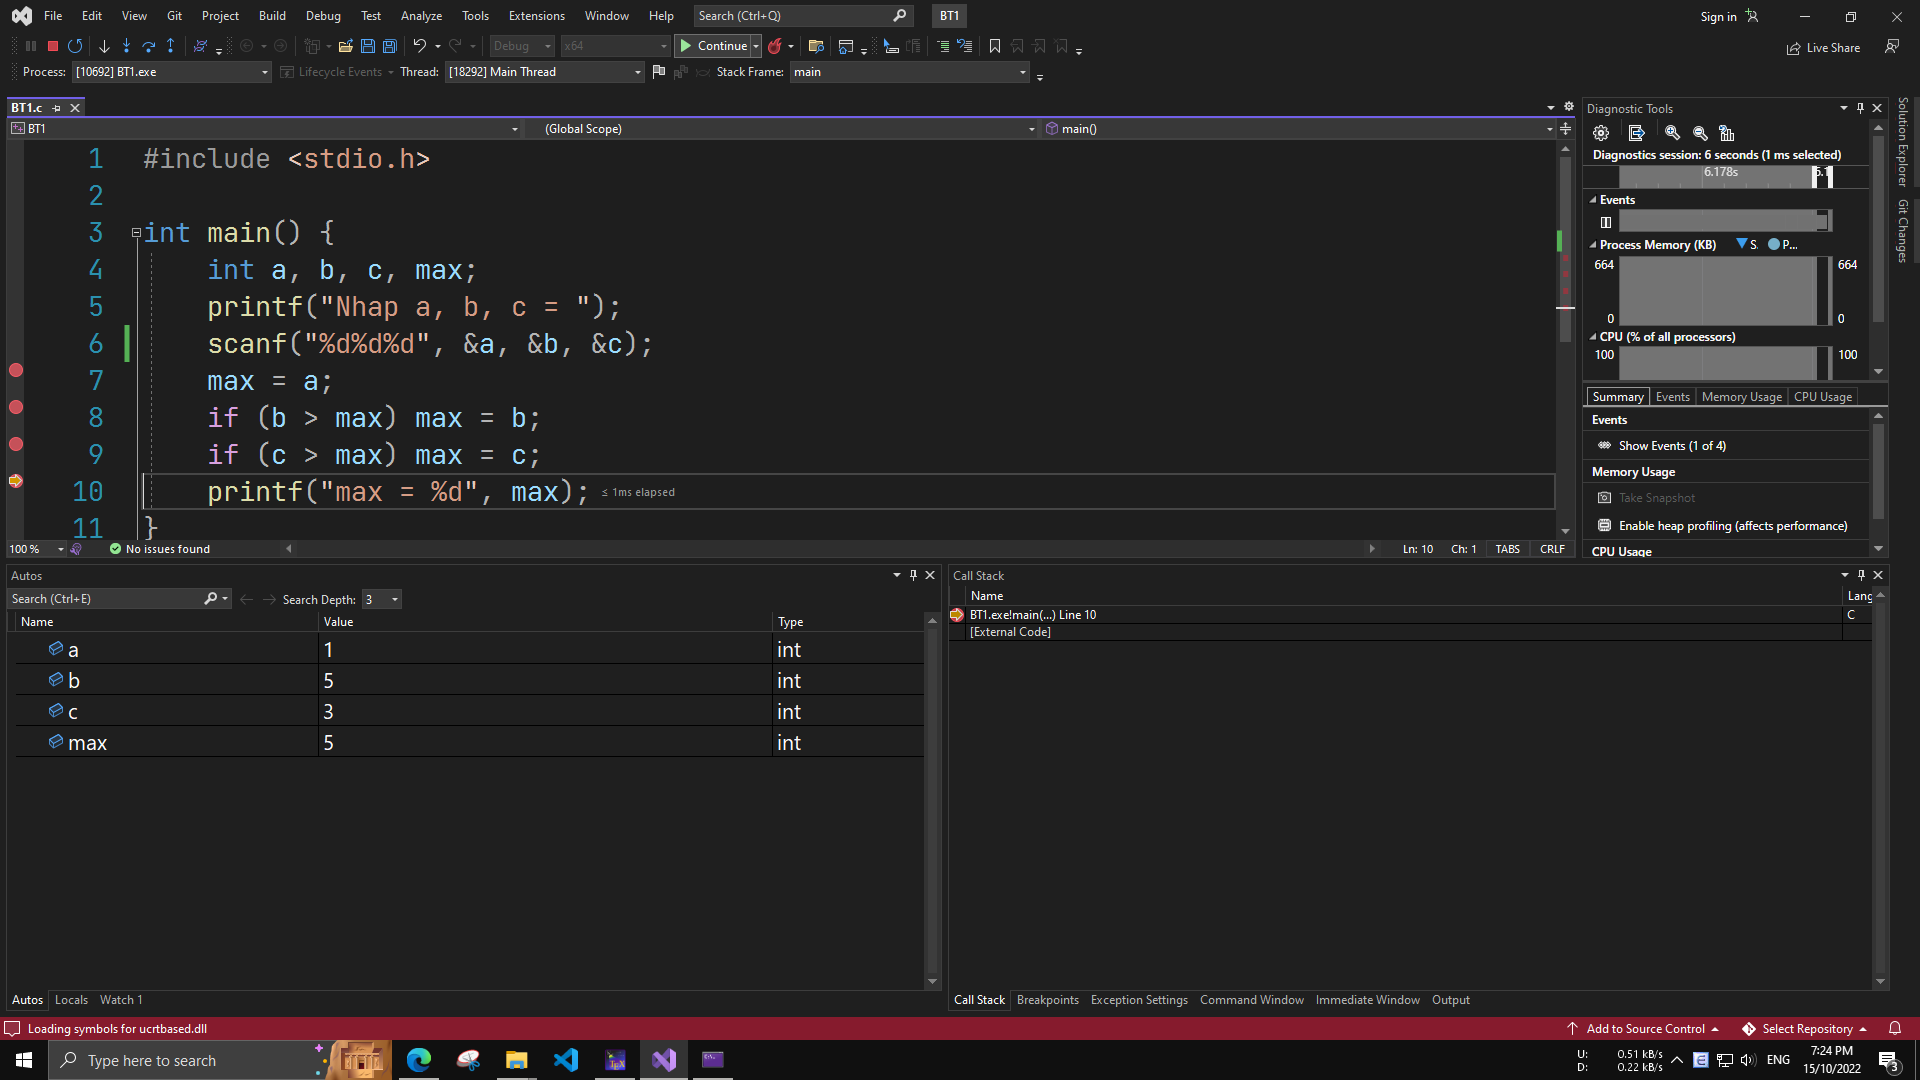 File Edit View Git Project Build Debug Test Analyze Tools Extensions Window Help Search (Ctrl+Q) BT1 Sign in
Debug x64 Continue Live Share
Process: [10692] BT1.exe Lifecycle Events Thread: [18292] Main Thread Stack Frame: main
BT1.c
BT1 (Global Scope) main()
1 #include <stdio.h>
2
3 int main() {
4 int a, b, c, max;
5 printf("Nhap a, b, c = ");
6 scanf("%d%d%d", &a, &b, &c);
7 max = a;
8 if (b > max) max = b;
9 if (c > max) max = c;
10 printf("max = %d", max); ≤ 1ms elapsed
11 }
100 % No issues found Ln: 10 Ch: 1 TABS CRLF
Diagnostic Tools
Diagnostics session: 6 seconds (1 ms selected)
6.178s
Events
Process Memory (KB) S. P...
664 664
0 0
CPU (% of all processors)
100 100
Summary Events Memory Usage CPU Usage
Events
Show Events (1 of 4)
Memory Usage
Take Snapshot
Enable heap profiling (affects performance)
CPU Usage
Solution Explorer
Git Changes
Autos
Search (Ctrl+E) Search Depth: 3
Name Value Type
a 1 int
b 5 int
c 3 int
max 5 int
Autos Locals Watch 1
Call Stack
Name Lang
BT1.exe!main(...) Line 10 C
[External Code]
Call Stack Breakpoints Exception Settings Command Window Immediate Window Output
Loading symbols for ucrtbased.dll Add to Source Control Select Repository
Type here to search
U: 0.51 kB/s
D: 0.22 kB/s
ENG
7:24 PM
15/10/2022
3